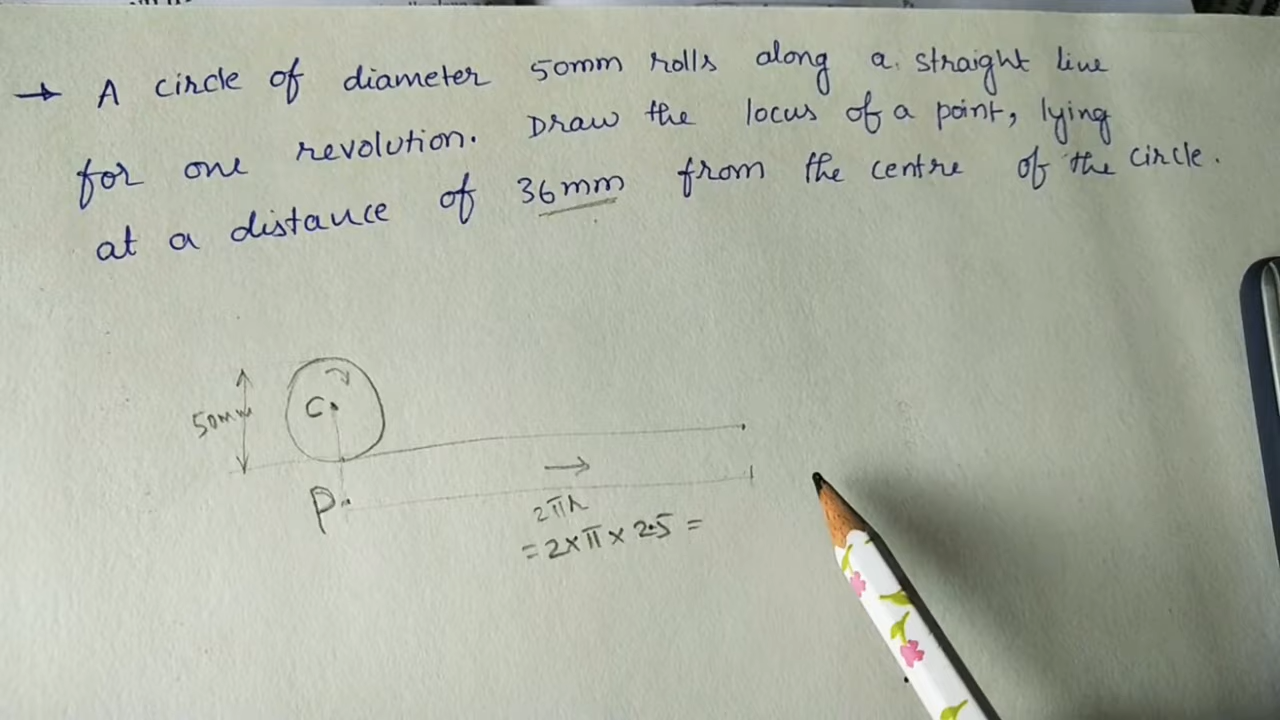 → A circle of diameter 50mm rolls along a straight line
for one revolution. Draw the locus of a point, lying
at a distance of 36mm from the centre of the circle.
C
50mm
P
2πr
= 2×π×2.5 =